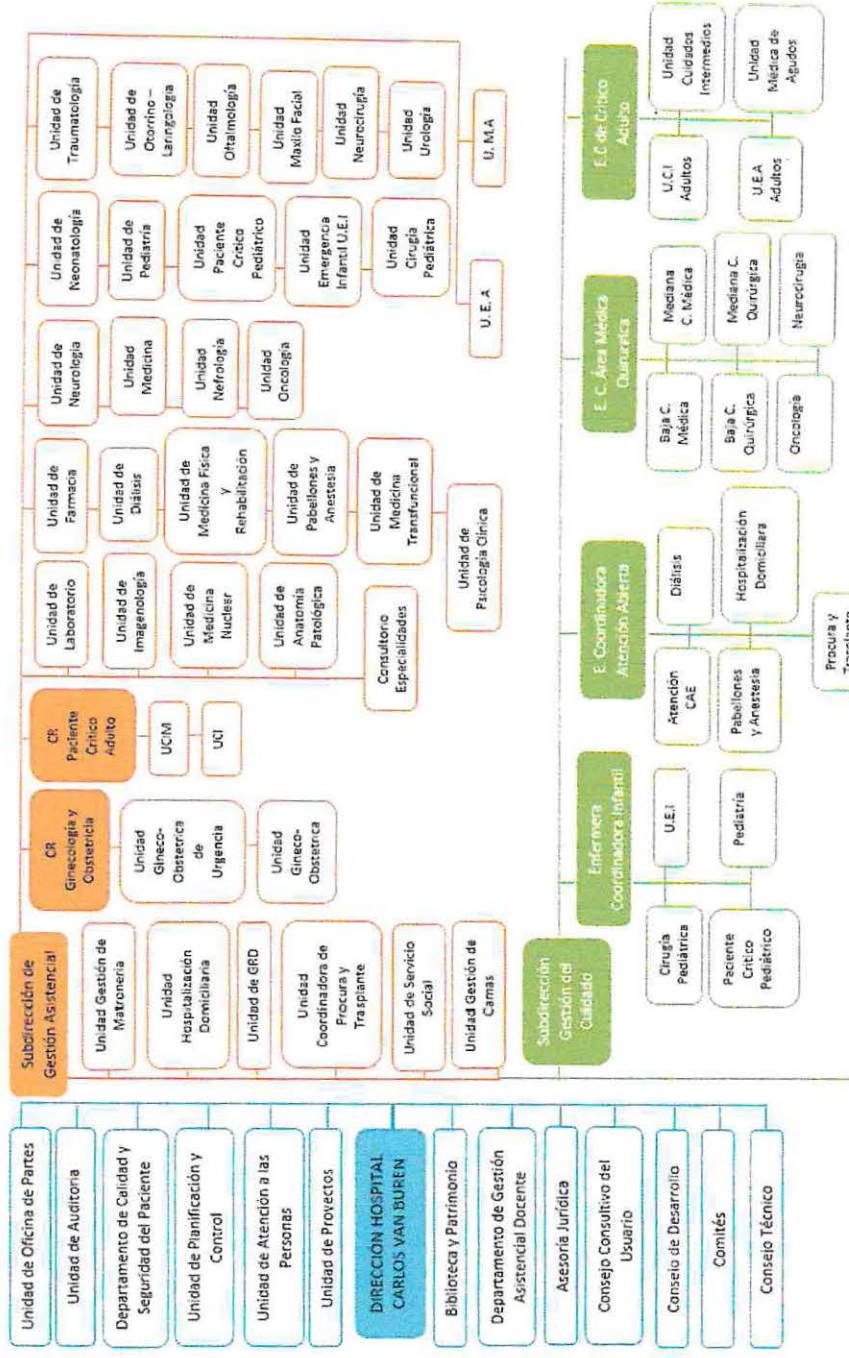 Unidad de Oficina de Partes
Unidad de Auditoria
Departamento de Calidad y
Seguridad del Paciente
Unidad de Planificación y
Control
Unidad de Atención a las
Personas
Unidad de Proyectos
DIRECCIÓN HOSPITAL
CARLOS VAN BUREN
Biblioteca y Patrimonio
Departamento de Gestión
Asistencial Docente
Asesoría Jurídica
Consejo Consultivo del
Usuario
Consejo de Desarrollo
Comités
Consejo Técnico
Subdirección de
Gestión Asistencial
Unidad Gestión de
Matroneria
Unidad
Hospitalización
Domiciliaria
Unidad de GRD
Unidad
Coordinadora de
Procura y
Trasplante
Unidad de Servicio
Social
Unidad Gestión de
Camas
CR
Ginecología y
Obstetricia
Unidad
Gineco-
Obstetrica
de
Urgencia
Unidad
Gineco-
Obstetrica
CR
Paciente
Critico
Adulto
UCIM
UCI
Unidad de
Laboratorio
Unidad de
Imagenología
Unidad de
Medicina
Nuclear
Unidad de
Anatomía
Patológica
Consultorio
Especialidades
Unidad de
Farmacia
Unidad de
Diálisis
Unidad de
Medicina Física
y
Rehabilitación
Unidad de
Pabellones y
Anestesia
Unidad de
Medicina
Transfuncional
Unidad de
Psicologia Clínica
Unidad de
Neurología
Unidad
Medicina
Unidad
Nefrología
Unidad
Oncología
Unidad de
Neonatología
Unidad de
Pediatría
Unidad
Paciente
Crítico
Pediátrico
Unidad
Emergencia
Infantil U.E.I
Unidad
Cirugía
Pediátrica
U. E. A
Unidad de
Traumatología
Unidad de
Otorrino –
Laringología
Unidad
Oftalmología
Unidad
Maxilo Facial
Unidad
Neurocirugía
Unidad
Urología
U. M.A
Subdirección
Gestión del
Cuidado
Enfermera
Coordinadora Infantil
Cirugía
Pediátrica
U.E.I
Paciente
Critico
Pediátrico
Pediatría
E. Coordinadora
Atención Abierta
Atención
CAE
Diálisis
Pabellones
y Anestesia
Hospitalización
Domiciliara
Procura y
Trasplante
E. C. Área Médica
Quirurgica
Baja C.
Médica
Mediana
C. Médica
Baja C.
Quirúrgica
Mediana C.
Quirúrgica
Oncología
Neurocirugia
E.C de Critico
Adulto
U.C.I
Adultos
Unidad
Cuidados
Intermedios
U.E.A
Adultos
Unidad
Médica de
Agudos